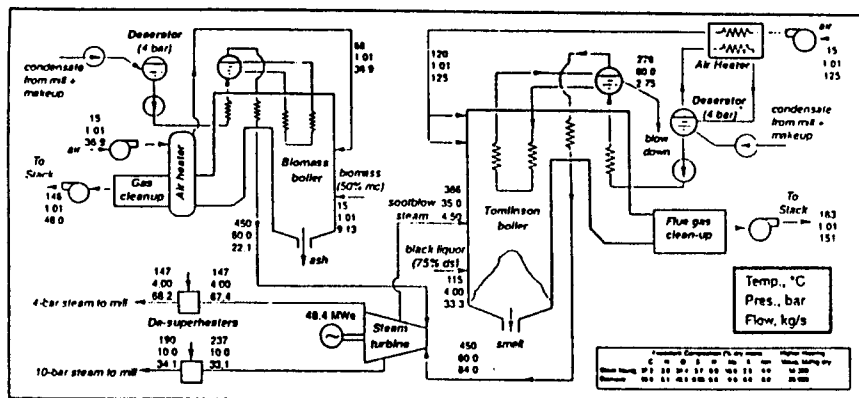 Deaerator
(4 bar)
condensate
from mill +
makeup
1 01
36.9
15
1 01
36.9
air
To
Stack
146
1.01
46.0
Gas
cleanup
Air heater
Biomass
boiler
biomass
(50% mc)
15
1.01
9.13
ash
450
60.0
22.1
147
4.00
68.2
147
4.00
67.4
4-bar steam to mill
De-superheaters
190
10.0
34.1
237
10.0
33.1
10-bar steam to mill
48.4 MWe
Steam
turbine
120
1 01
125
276
60.0
2.75
blow
down
Air Heater
air
15
1.01
125
Deaerator
(4 bar)
condensate
from mill +
makeup
sootblow
steam
35.0
4.50
Tomlinson
boiler
black liquor
(75% ds)
115
4.00
33.3
smelt
450
60.0
84.0
Flue gas
clean-up
To
Stack
183
1.01
151
Temp., °C
Pres., bar
Flow, kg/s